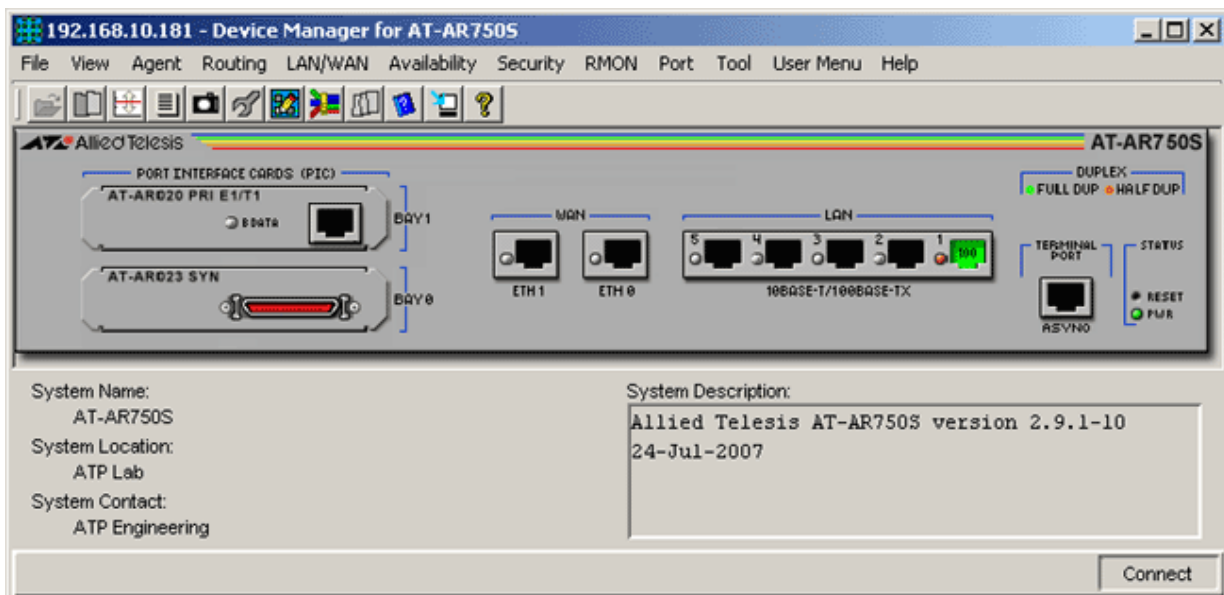 192.168.10.181 - Device Manager for AT-AR750S
File View Agent Routing LAN/WAN Availability Security RMON Port Tool User Menu Help
Allied Telesis
AT-AR750S
PORT INTERFACE CARDS (PIC)
DUPLEX
FULL DUP HALF DUP
AT-AR020 PRI E1/T1
BDATA
BAY1
WAN
LAN
5 4 3 2 1
100
ETH 1 ETH 0
10BASE-T/100BASE-TX
TERMINAL PORT
STATUS
AT-AR023 SYN
BAY0
RESET
PWR
ASYN0
System Name:
AT-AR750S
System Location:
ATP Lab
System Contact:
ATP Engineering
System Description:
Allied Telesis AT-AR750S version 2.9.1-10
24-Jul-2007
Connect